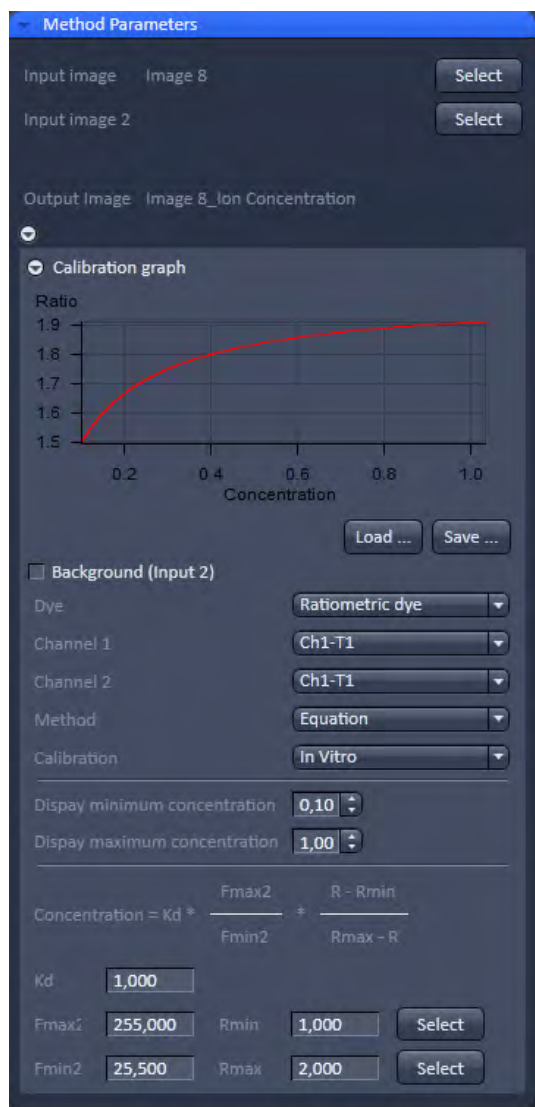 Method Parameters
Input image Image 8 Select
Input image 2 Select
Output Image Image 8_Ion Concentration
Calibration graph
Ratio
1.9
1.8
1.7
1.6
1.5
0.2 0.4 0.6 0.8 1.0
Concentration
Load ... Save ...
Background (Input 2)
Dye Ratiometric dye
Channel 1 Ch1-T1
Channel 2 Ch1-T1
Method Equation
Calibration In Vitro
Dispay minimum concentration 0,10
Dispay maximum concentration 1,00
Fmax2 R - Rmin
Concentration = Kd * *
Fmin2 Rmax - R
Kd 1,000
Fmax2 255,000 Rmin 1,000 Select
Fmin2 25,500 Rmax 2,000 Select